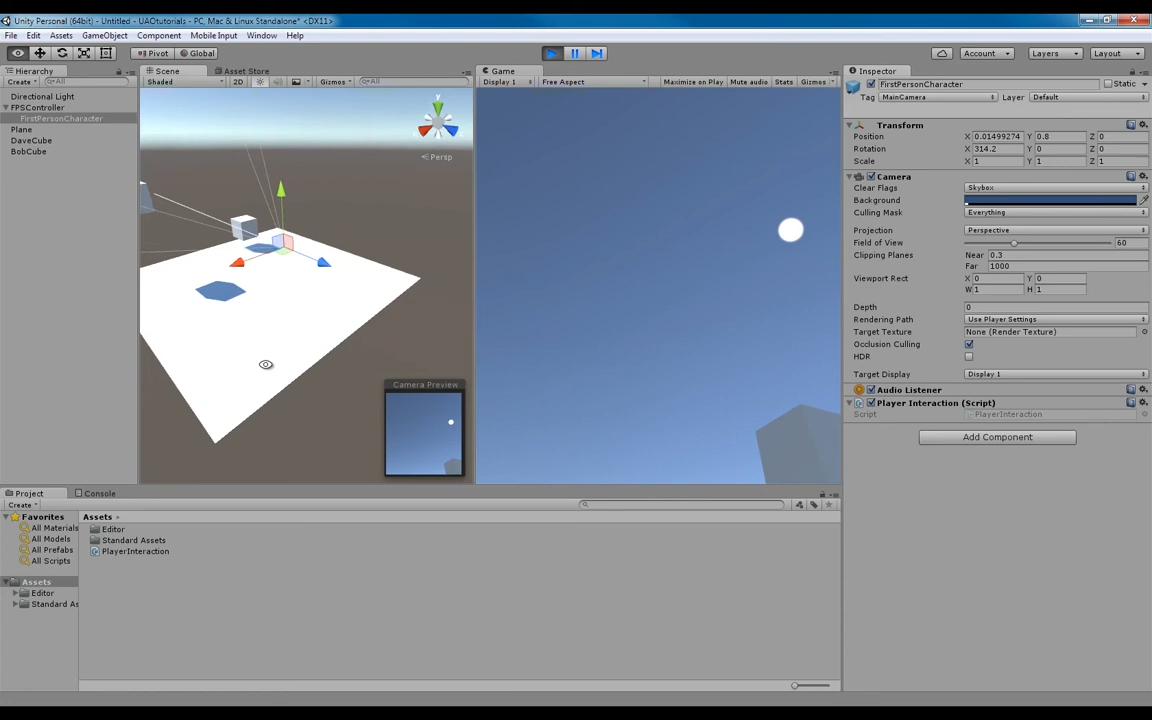 Unity Personal (64bit) - Untitled - UAOtutorials - PC, Mac & Linux Standalone* <DX11>
File Edit Assets GameObject Component Mobile Input Window Help
Pivot Global Account Layers Layout
Hierarchy Scene Asset Store Game Inspector
Create All Shaded 2D Gizmos All Display 1 Free Aspect Maximize on Play Mute audio Stats Gizmos
FirstPersonCharacter Static
Tag MainCamera Layer Default
Directional Light
FPSController
FirstPersonCharacter
Plane
DaveCube
BobCube
y
Persp
Camera Preview
Transform
Position X 0.01499274 Y 0.8 Z 0
Rotation X 314.2 Y 0 Z 0
Scale X 1 Y 1 Z 1
Camera
Clear Flags Skybox
Background
Culling Mask Everything
Projection Perspective
Field of View 60
Clipping Planes Near 0.3
Far 1000
Viewport Rect X 0 Y 0
W 1 H 1
Depth 0
Rendering Path Use Player Settings
Target Texture None (Render Texture)
Occlusion Culling
HDR
Target Display Display 1
Audio Listener
Player Interaction (Script)
Script PlayerInteraction
Add Component
Project Console
Create
Favorites
All Materials
All Models
All Prefabs
All Scripts
Assets
Editor
Standard As
Assets
Editor
Standard Assets
PlayerInteraction